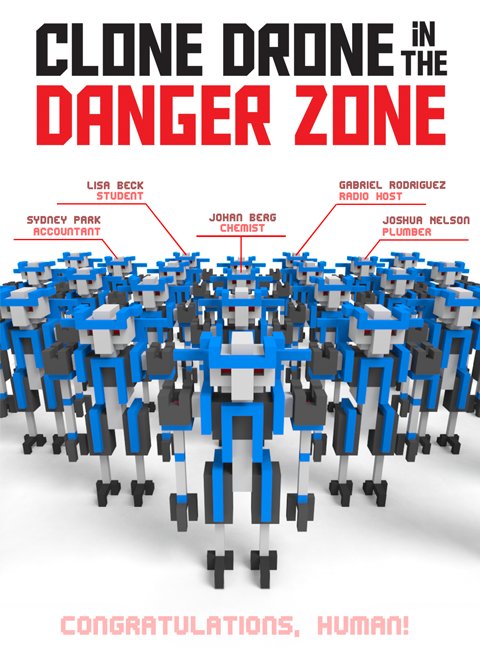 CLONE DRONE IN THE
DANGER ZONE
LISA BECK
STUDENT
GABRIEL RODRIGUEZ
RADIO HOST
SYDNEY PARK
ACCOUNTANT
JOHAN BERG
CHEMIST
JOSHUA NELSON
PLUMBER
CONGRATULATIONS, HUMAN!